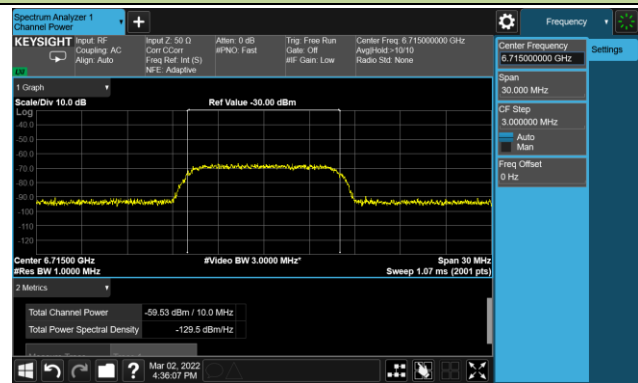 Spectrum Analyzer 1
Channel Power
Frequency
KEYSIGHT
Input: RF
Coupling: AC
Align: Auto
Input Z: 50 Ω
Corr CCorr
Freq Ref: Int (S)
NFE: Adaptive
Atten: 0 dB
#PNO: Fast
Trig: Free Run
Gate: Off
#IF Gain: Low
Center Freq: 6.715000000 GHz
Avg|Hold:>10/10
Radio Std: None
Center Frequency
6.715000000 GHz
Settings
Span
30.000 MHz
CF Step
3.000000 MHz
Auto
Man
Freq Offset
0 Hz
1 Graph
Scale/Div 10.0 dB
Ref Value -30.00 dBm
Log
-40.0
-50.0
-60.0
-70.0
-80.0
-90.0
-100
-110
-120
Center 6.71500 GHz
#Video BW 3.0000 MHz*
Span 30 MHz
#Res BW 1.0000 MHz
Sweep 1.07 ms (2001 pts)
2 Metrics
Total Channel Power
-59.53 dBm / 10.0 MHz
Total Power Spectral Density
-129.5 dBm/Hz
Mar 02, 2022
4:36:07 PM